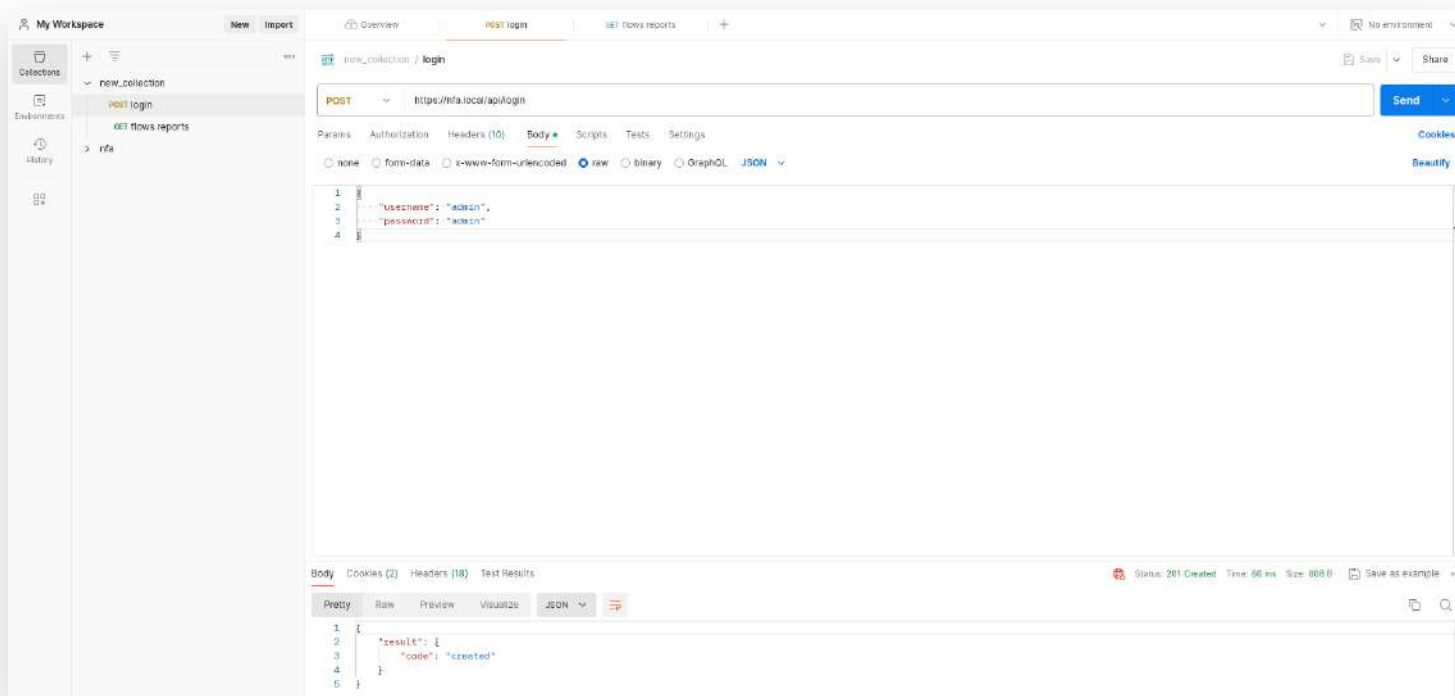 My Workspace New Import Overview POST login GET flows reports No environment
Collections
new_collection / login Save Share
new_collection
POST login
GET flows reports
nfa
Environments
History
POST https://nfa.local/api/login Send
Params Authorization Headers (10) Body Scripts Tests Settings Cookies
none form-data x-www-form-urlencoded raw binary GraphQL JSON Beautify
1 {
2 "username": "admin",
3 "password": "admin"
4 }
Body Cookies (2) Headers (18) Test Results Status: 201 Created Time: 60 ms Size: 808 B Save as example
Pretty Raw Preview Visualize JSON
1 {
2 "result": {
3 "code": "created"
4 }
5 }